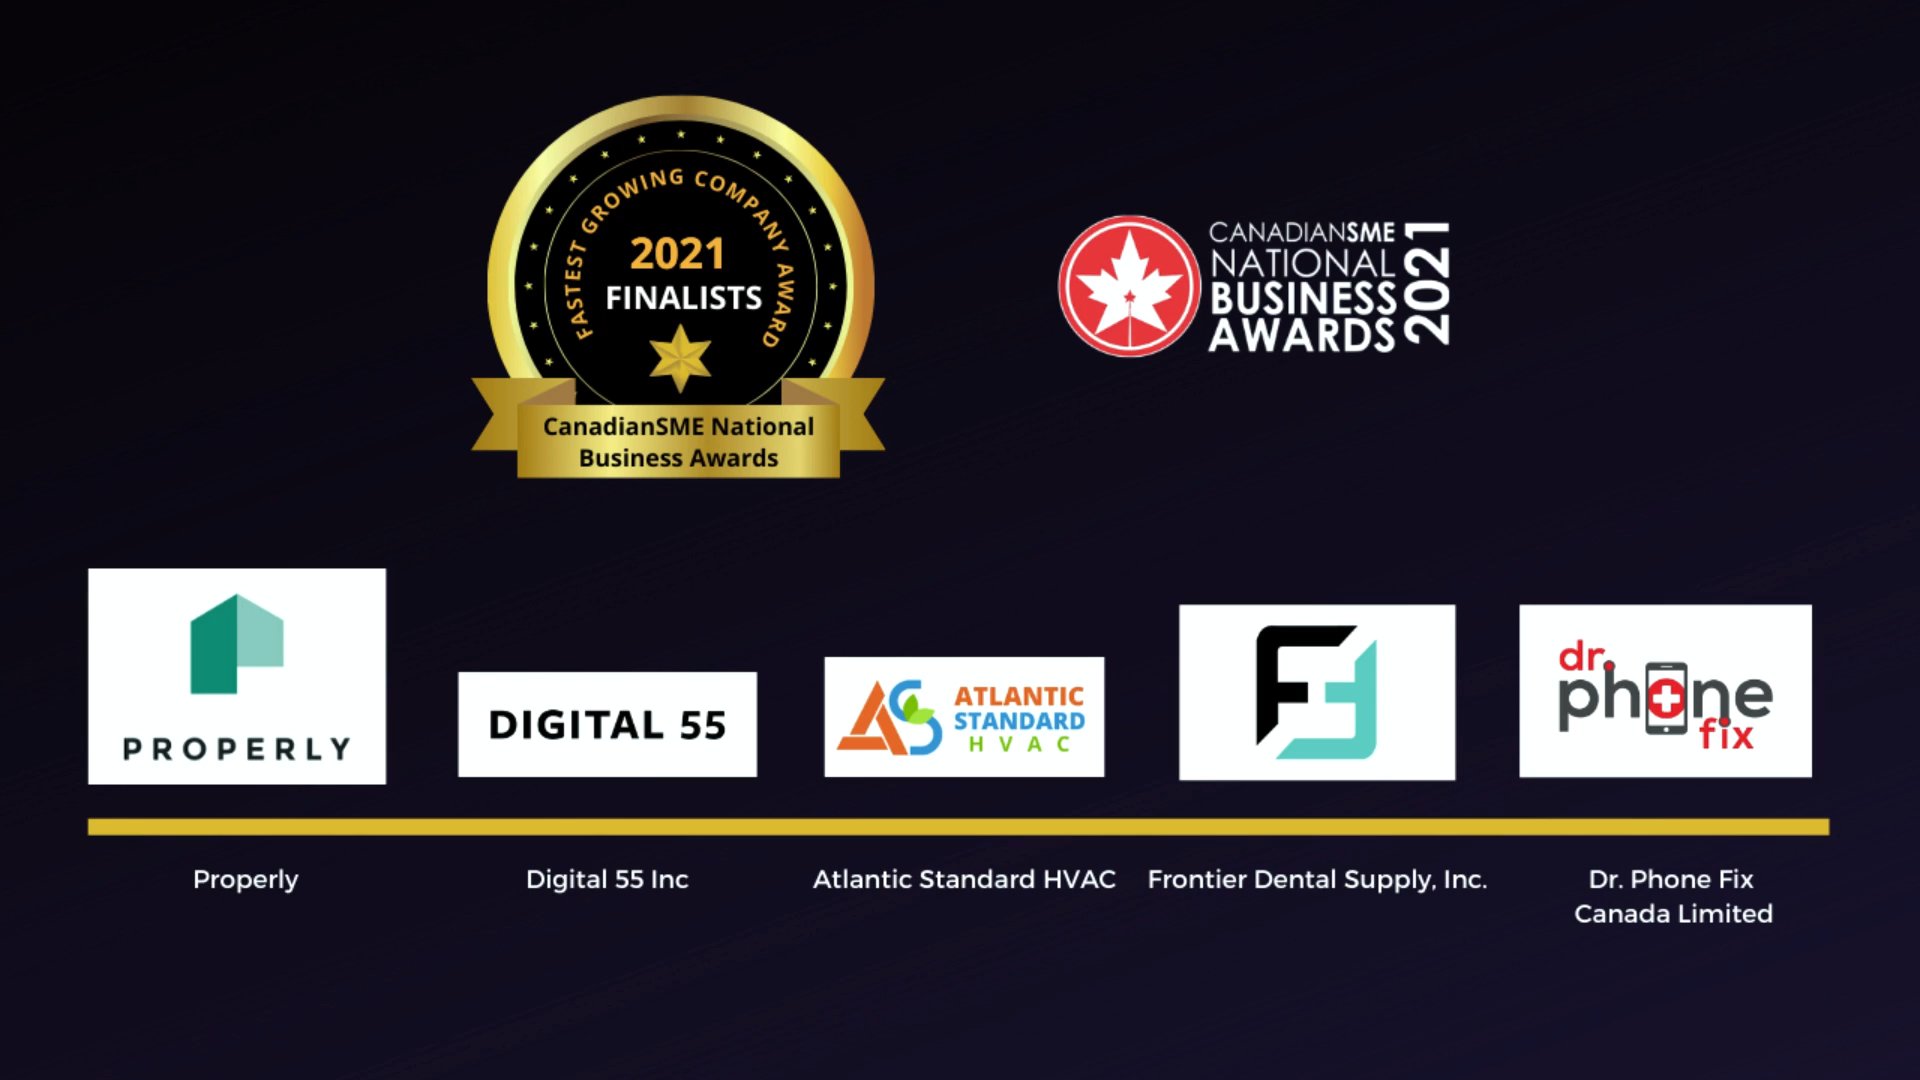 FASTEST GROWING COMPANY AWARD
2021
FINALISTS
CanadianSME National
Business Awards
CANADIANSME
NATIONAL
BUSINESS
AWARDS
2021
PROPERLY
DIGITAL 55
AS
ATLANTIC
STANDARD
HVAC
dr.
phone
fix
Properly
Digital 55 Inc
Atlantic Standard HVAC
Frontier Dental Supply, Inc.
Dr. Phone Fix
Canada Limited